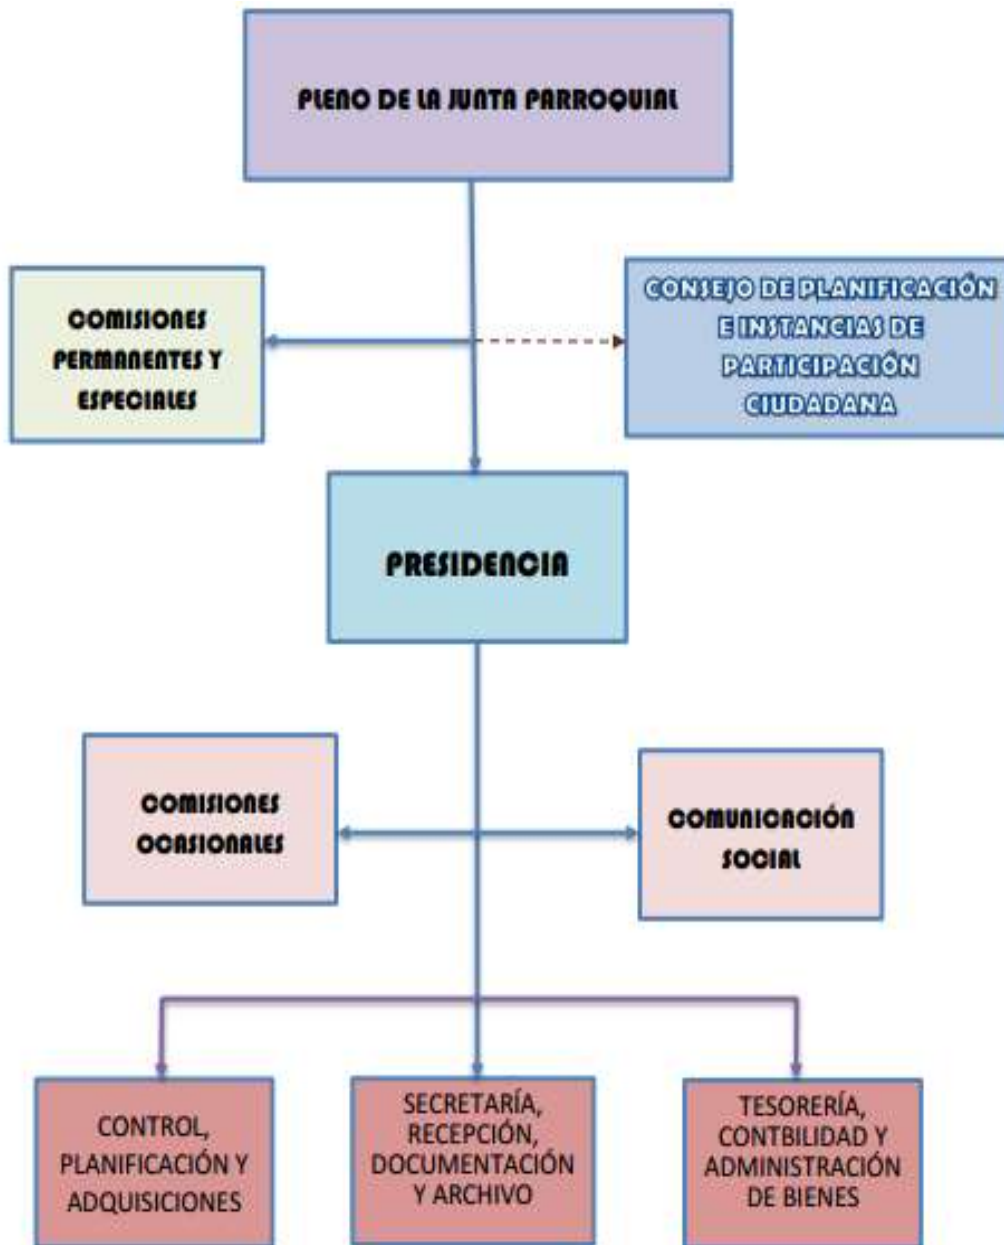 PLENO DE LA JUNTA PARROQUIAL
COMISIONES
PERMANENTES Y
ESPECIALES
CONSEJO DE PLANIFICACIÓN
E INSTANCIAS DE
PARTICIPACIÓN
CIUDADANA
PRESIDENCIA
COMISIONES
OCASIONALES
COMUNICACIÓN
SOCIAL
CONTROL,
PLANIFICACIÓN Y
ADQUISICIONES
SECRETARÍA,
RECEPCIÓN,
DOCUMENTACIÓN
Y ARCHIVO
TESORERÍA,
CONTBILIDAD Y
ADMINISTRACIÓN
DE BIENES